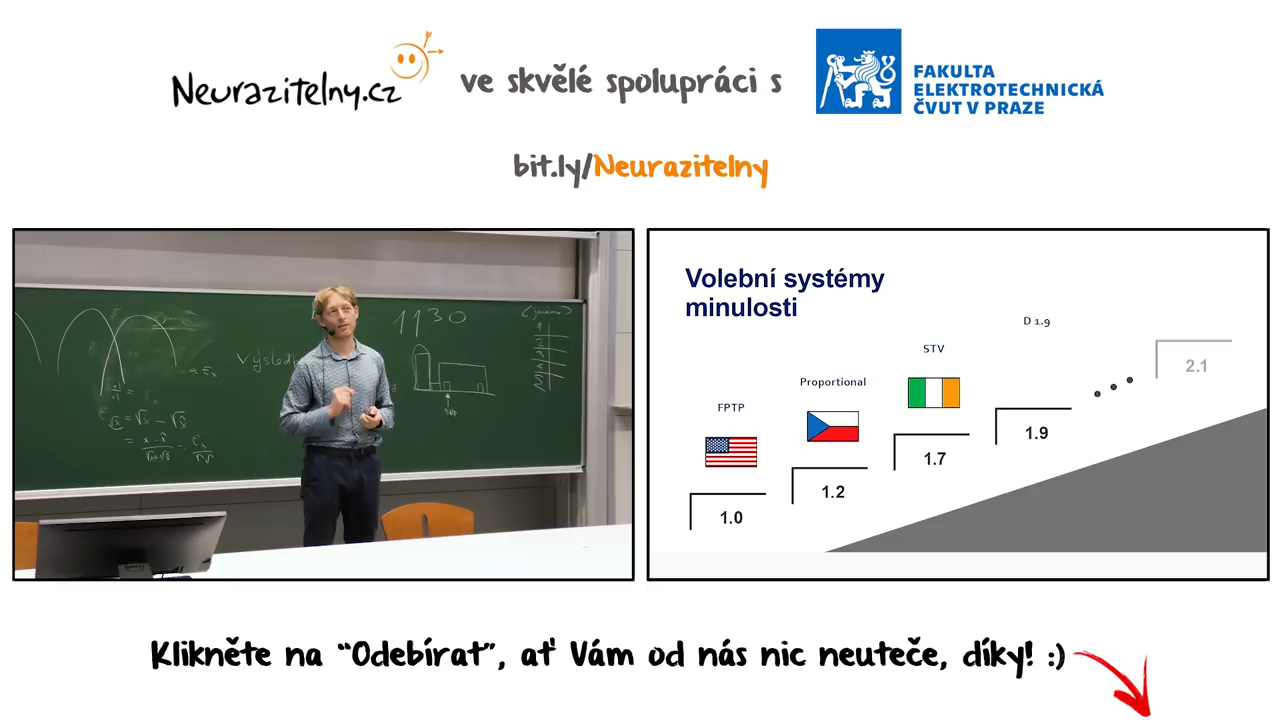 Neurazitelny.cz ve skvělé spolupráci s
FAKULTA
ELEKTROTECHNICKÁ
ČVUT V PRAZE
bit.ly/Neurazitelny
1130
Volební systémy
minulosti
D 1.9
STV
Proportional
FPTP
2.1
1.9
1.7
1.2
1.0
Klikněte na “Odebírat”, ať Vám od nás nic neuteče, díky! :)